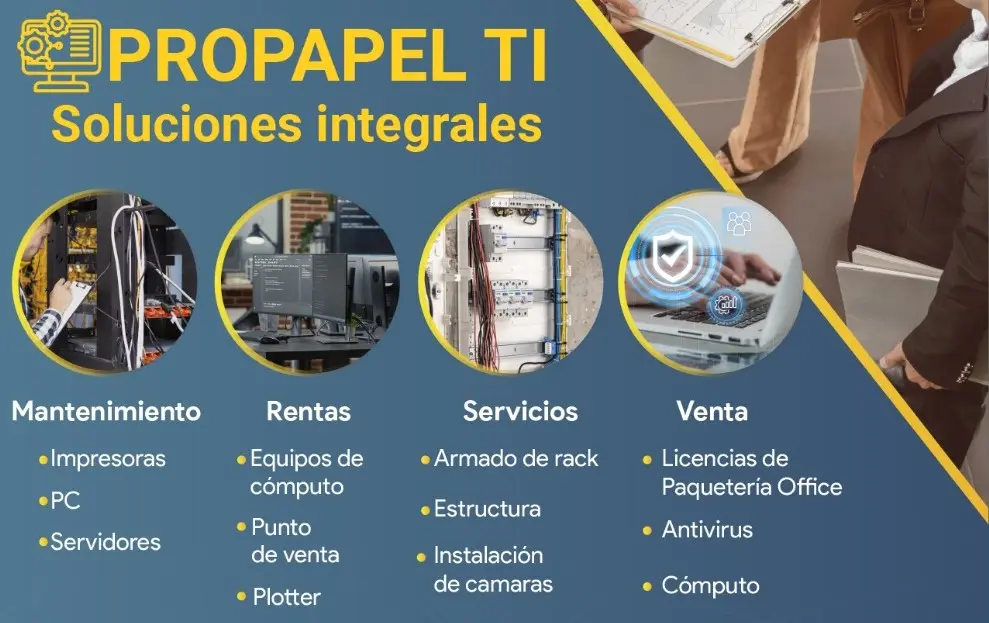 PROPAPEL TI
Soluciones integrales
Mantenimiento
•Impresoras
•PC
•Servidores
Rentas
•Equipos de
cómputo
•Punto
de venta
•Plotter
Servicios
•Armado de rack
•Estructura
•Instalación
de camaras
Venta
•Licencias de
Paquetería Office
•Antivirus
•Cómputo